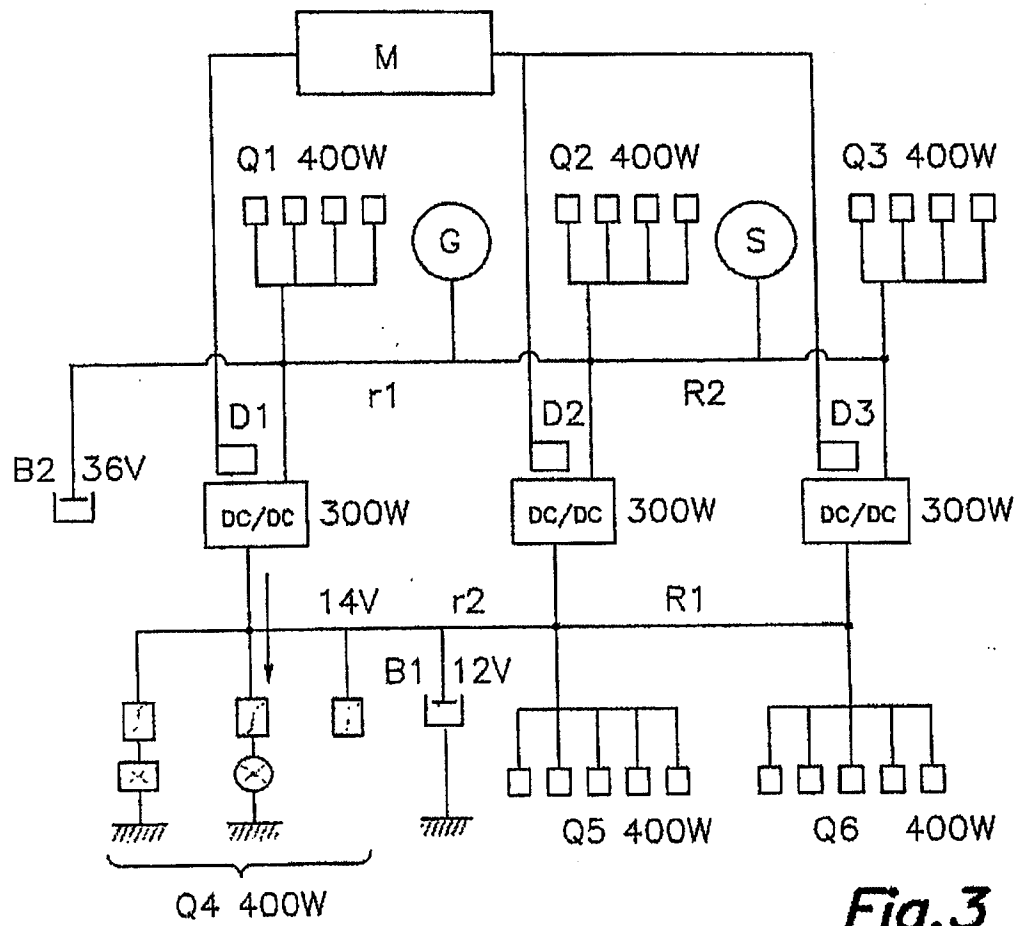 M
Q1 400W
Q2 400W
Q3 400W
G
S
r1
R2
D1
D2
D3
B2 36V
DC/DC 300W
DC/DC 300W
DC/DC 300W
14V
r2
R1
B1 12V
Q5 400W
Q6 400W
Q4 400W
Fig.3